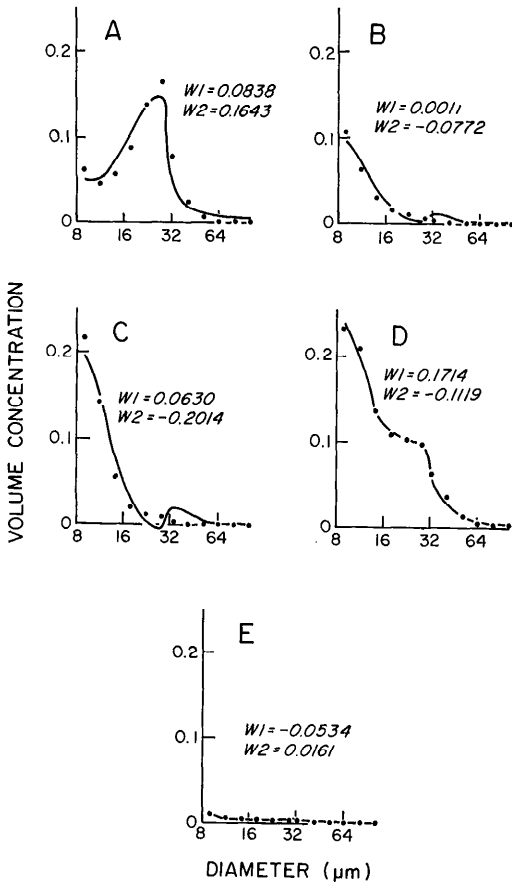 A
0.2
0.1
0
8 16 32 64
W1=0.0838
W2=0.1643
B
0.2
0.1
0
8 16 32 64
W1=0.0011
W2=-0.0772
C
0.2
0.1
0
8 16 32 64
W1=0.0630
W2=-0.2014
D
0.2
0.1
0
8 16 32 64
W1=0.1714
W2=-0.1119
E
0.2
0.1
0
8 16 32 64
W1=-0.0534
W2=0.0161
VOLUME CONCENTRATION
DIAMETER (μm)